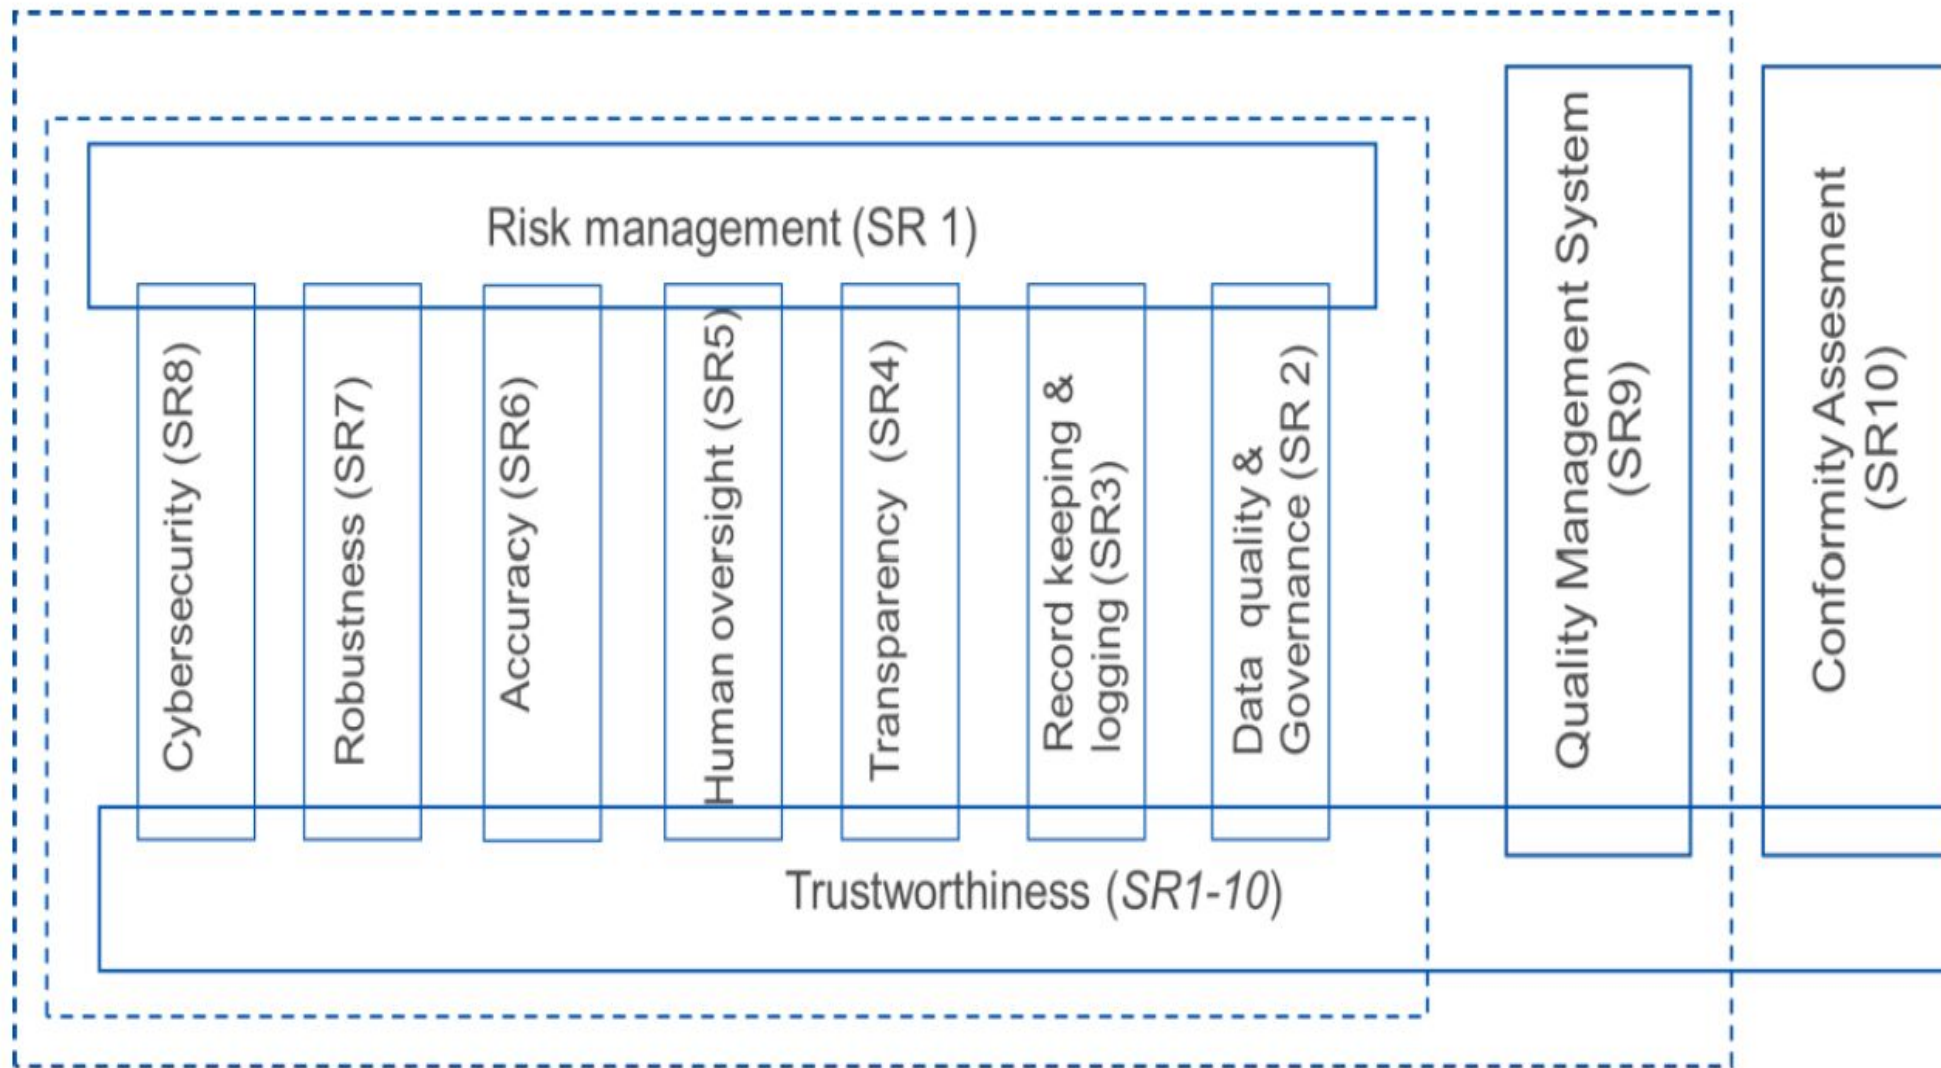 Risk management (SR 1)
Cybersecurity (SR8)
Robustness (SR7)
Accuracy (SR6)
Human oversight (SR5)
Transparency (SR4)
Record keeping &
logging (SR3)
Data quality &
Governance (SR 2)
Quality Management System
(SR9)
Conformity Assesment
(SR10)
Trustworthiness (SR1-10)